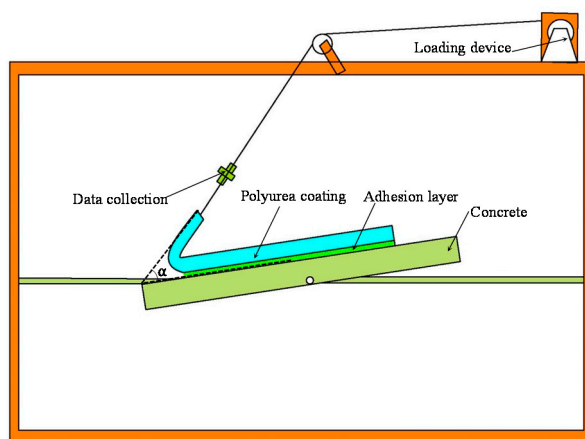 Loading device
Data collection
Polyurea coating
Adhesion layer
Concrete
α